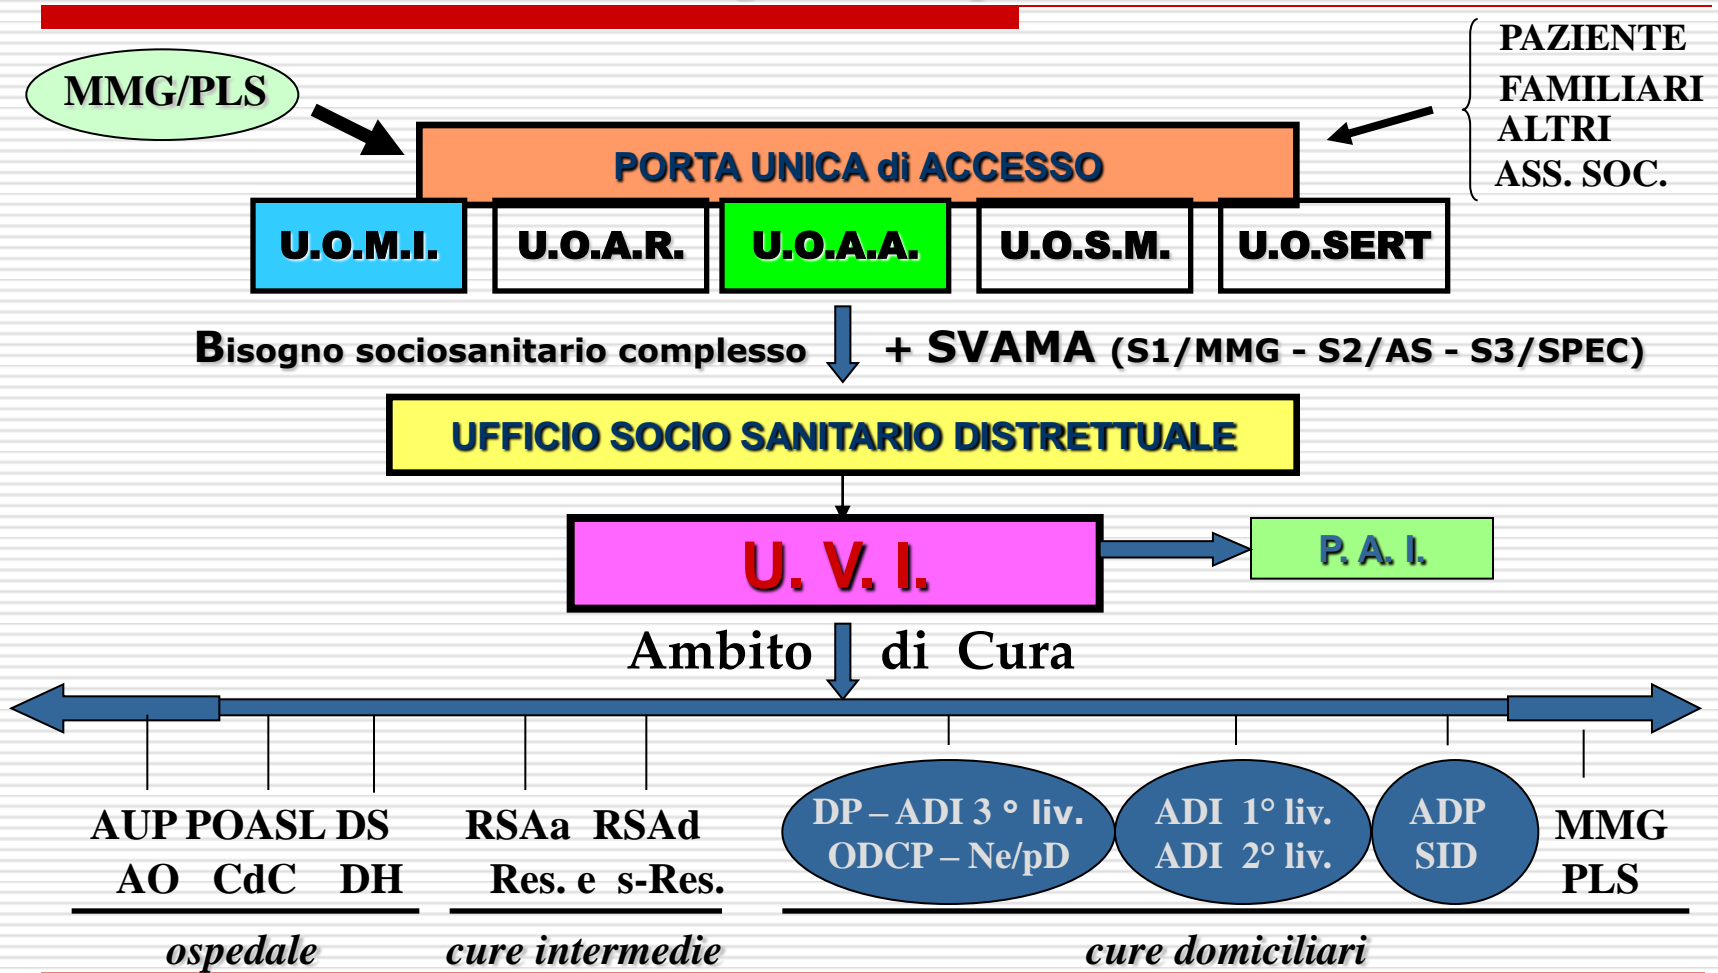 MMG/PLS
PAZIENTE
FAMILIARI
ALTRI
ASS. SOC.
PORTA UNICA di ACCESSO
U.O.M.I.
U.O.A.R.
U.O.A.A.
U.O.S.M.
U.O.SERT
Bisogno sociosanitario complesso
+ SVAMA (S1/MMG - S2/AS - S3/SPEC)
UFFICIO SOCIO SANITARIO DISTRETTUALE
U. V. I.
P. A. I.
Ambito di Cura
AUP POASL DS
AO CdC DH
RSAa RSAd
Res. e s-Res.
DP – ADI 3 ° liv.
ODCP – Ne/pD
ADI 1° liv.
ADI 2° liv.
ADP
SID
MMG
PLS
ospedale
cure intermedie
cure domiciliari